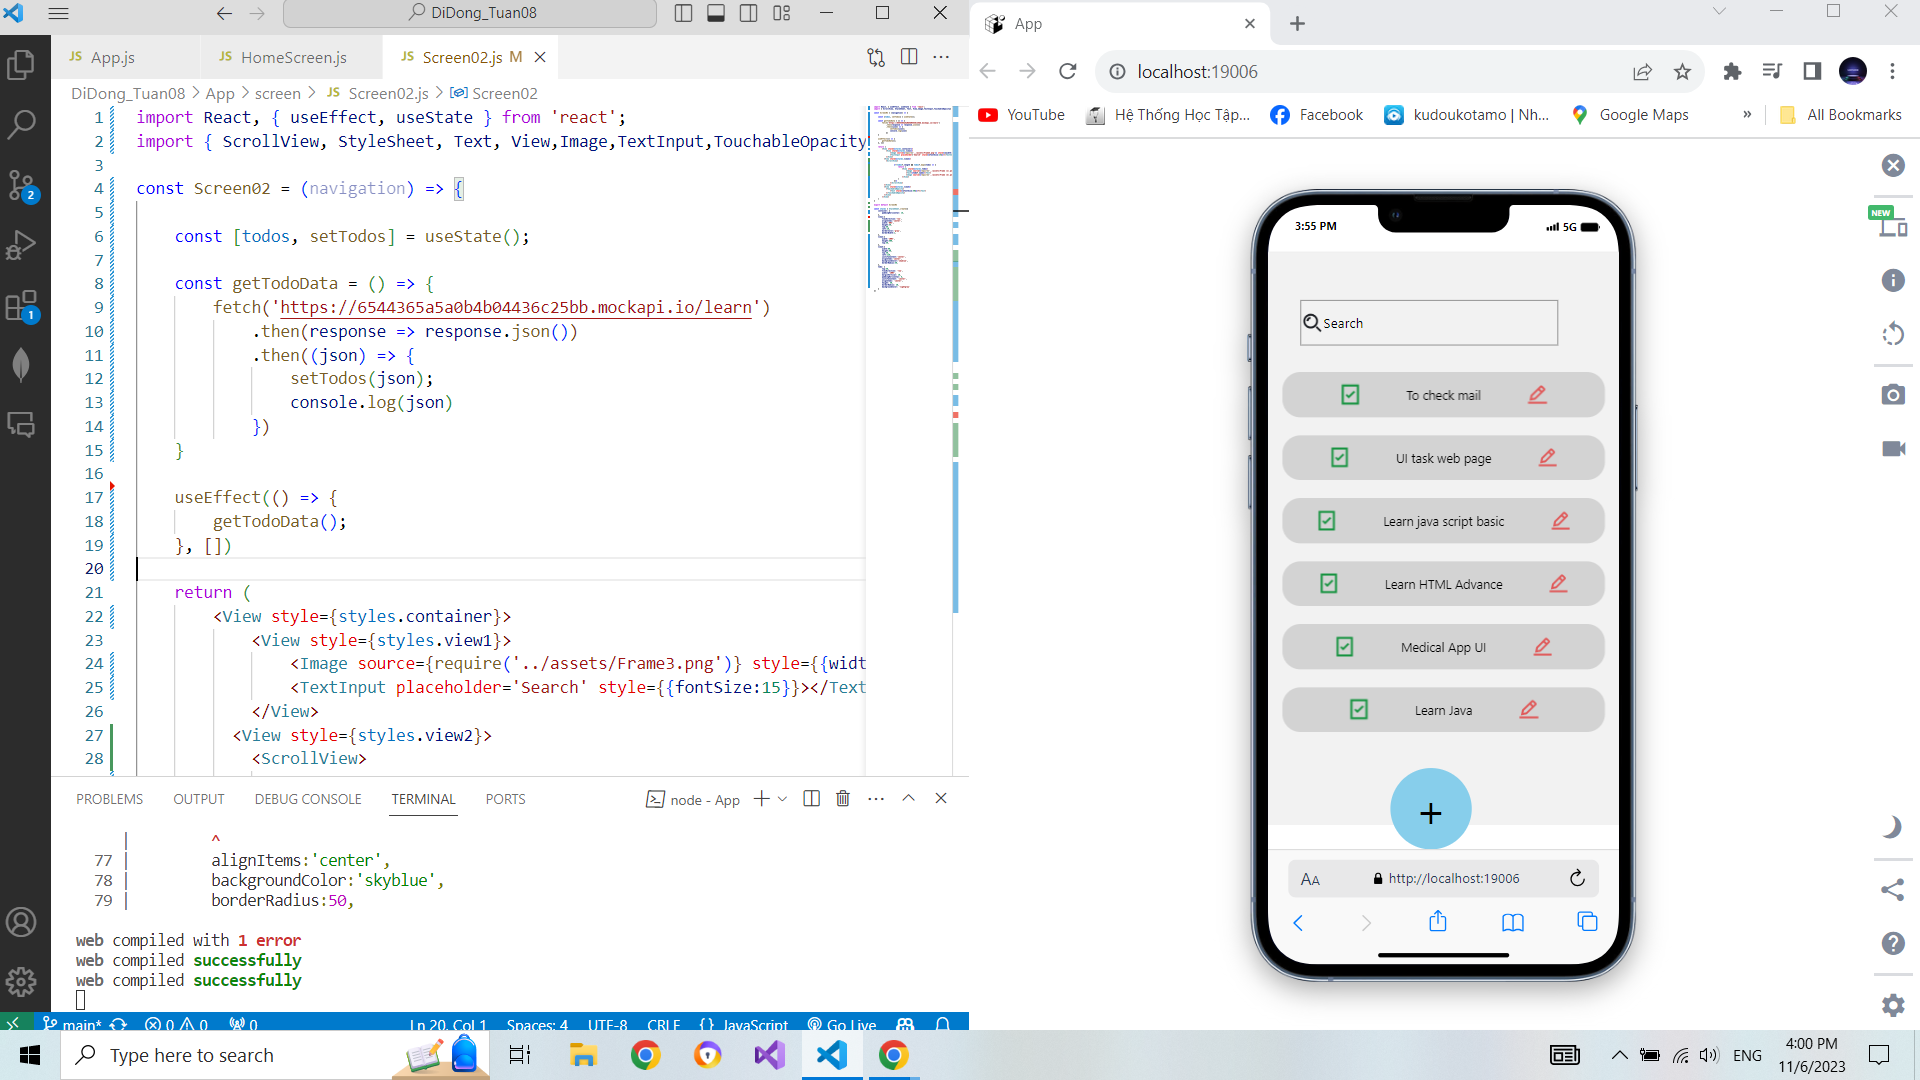 DiDong_Tuan08
JS App.js
JS HomeScreen.js
JS Screen02.js M
DiDong_Tuan08 > App > screen > JS Screen02.js > Screen02
1 import React, { useEffect, useState } from 'react';
2 import { ScrollView, StyleSheet, Text, View,Image,TextInput,TouchableOpacity
3
4 const Screen02 = (navigation) => {
5
6 const [todos, setTodos] = useState();
7
8 const getTodoData = () => {
9 fetch('https://6544365a5a0b4b04436c25bb.mockapi.io/learn')
10 .then(response => response.json())
11 .then((json) => {
12 setTodos(json);
13 console.log(json)
14 })
15 }
16
17 useEffect(() => {
18 getTodoData();
19 }, [])
20
21 return (
22 <View style={styles.container}>
23 <View style={styles.view1}>
24 <Image source={require('../assets/Frame3.png')} style={{widt
25 <TextInput placeholder='Search' style={{fontSize:15}}></Text
26 </View>
27 <View style={styles.view2}>
28 <ScrollView>
2
1
PROBLEMS OUTPUT DEBUG CONSOLE TERMINAL PORTS
node - App
| ^
77 | alignItems:'center',
78 | backgroundColor:'skyblue',
79 | borderRadius:50,
web compiled with 1 error
web compiled successfully
web compiled successfully
main* 0 0 0 Ln 20, Col 1 Spaces: 4 UTF-8 CRLF {} JavaScript Go Live
App
localhost:19006
YouTube
Hệ Thống Học Tập...
Facebook
kudoukotamo | Nh...
Google Maps
»
All Bookmarks
NEW
3:55 PM
5G
Search
To check mail
UI task web page
Learn java script basic
Learn HTML Advance
Medical App UI
Learn Java
+
AA
http://localhost:19006
Type here to search
ENG
4:00 PM
11/6/2023